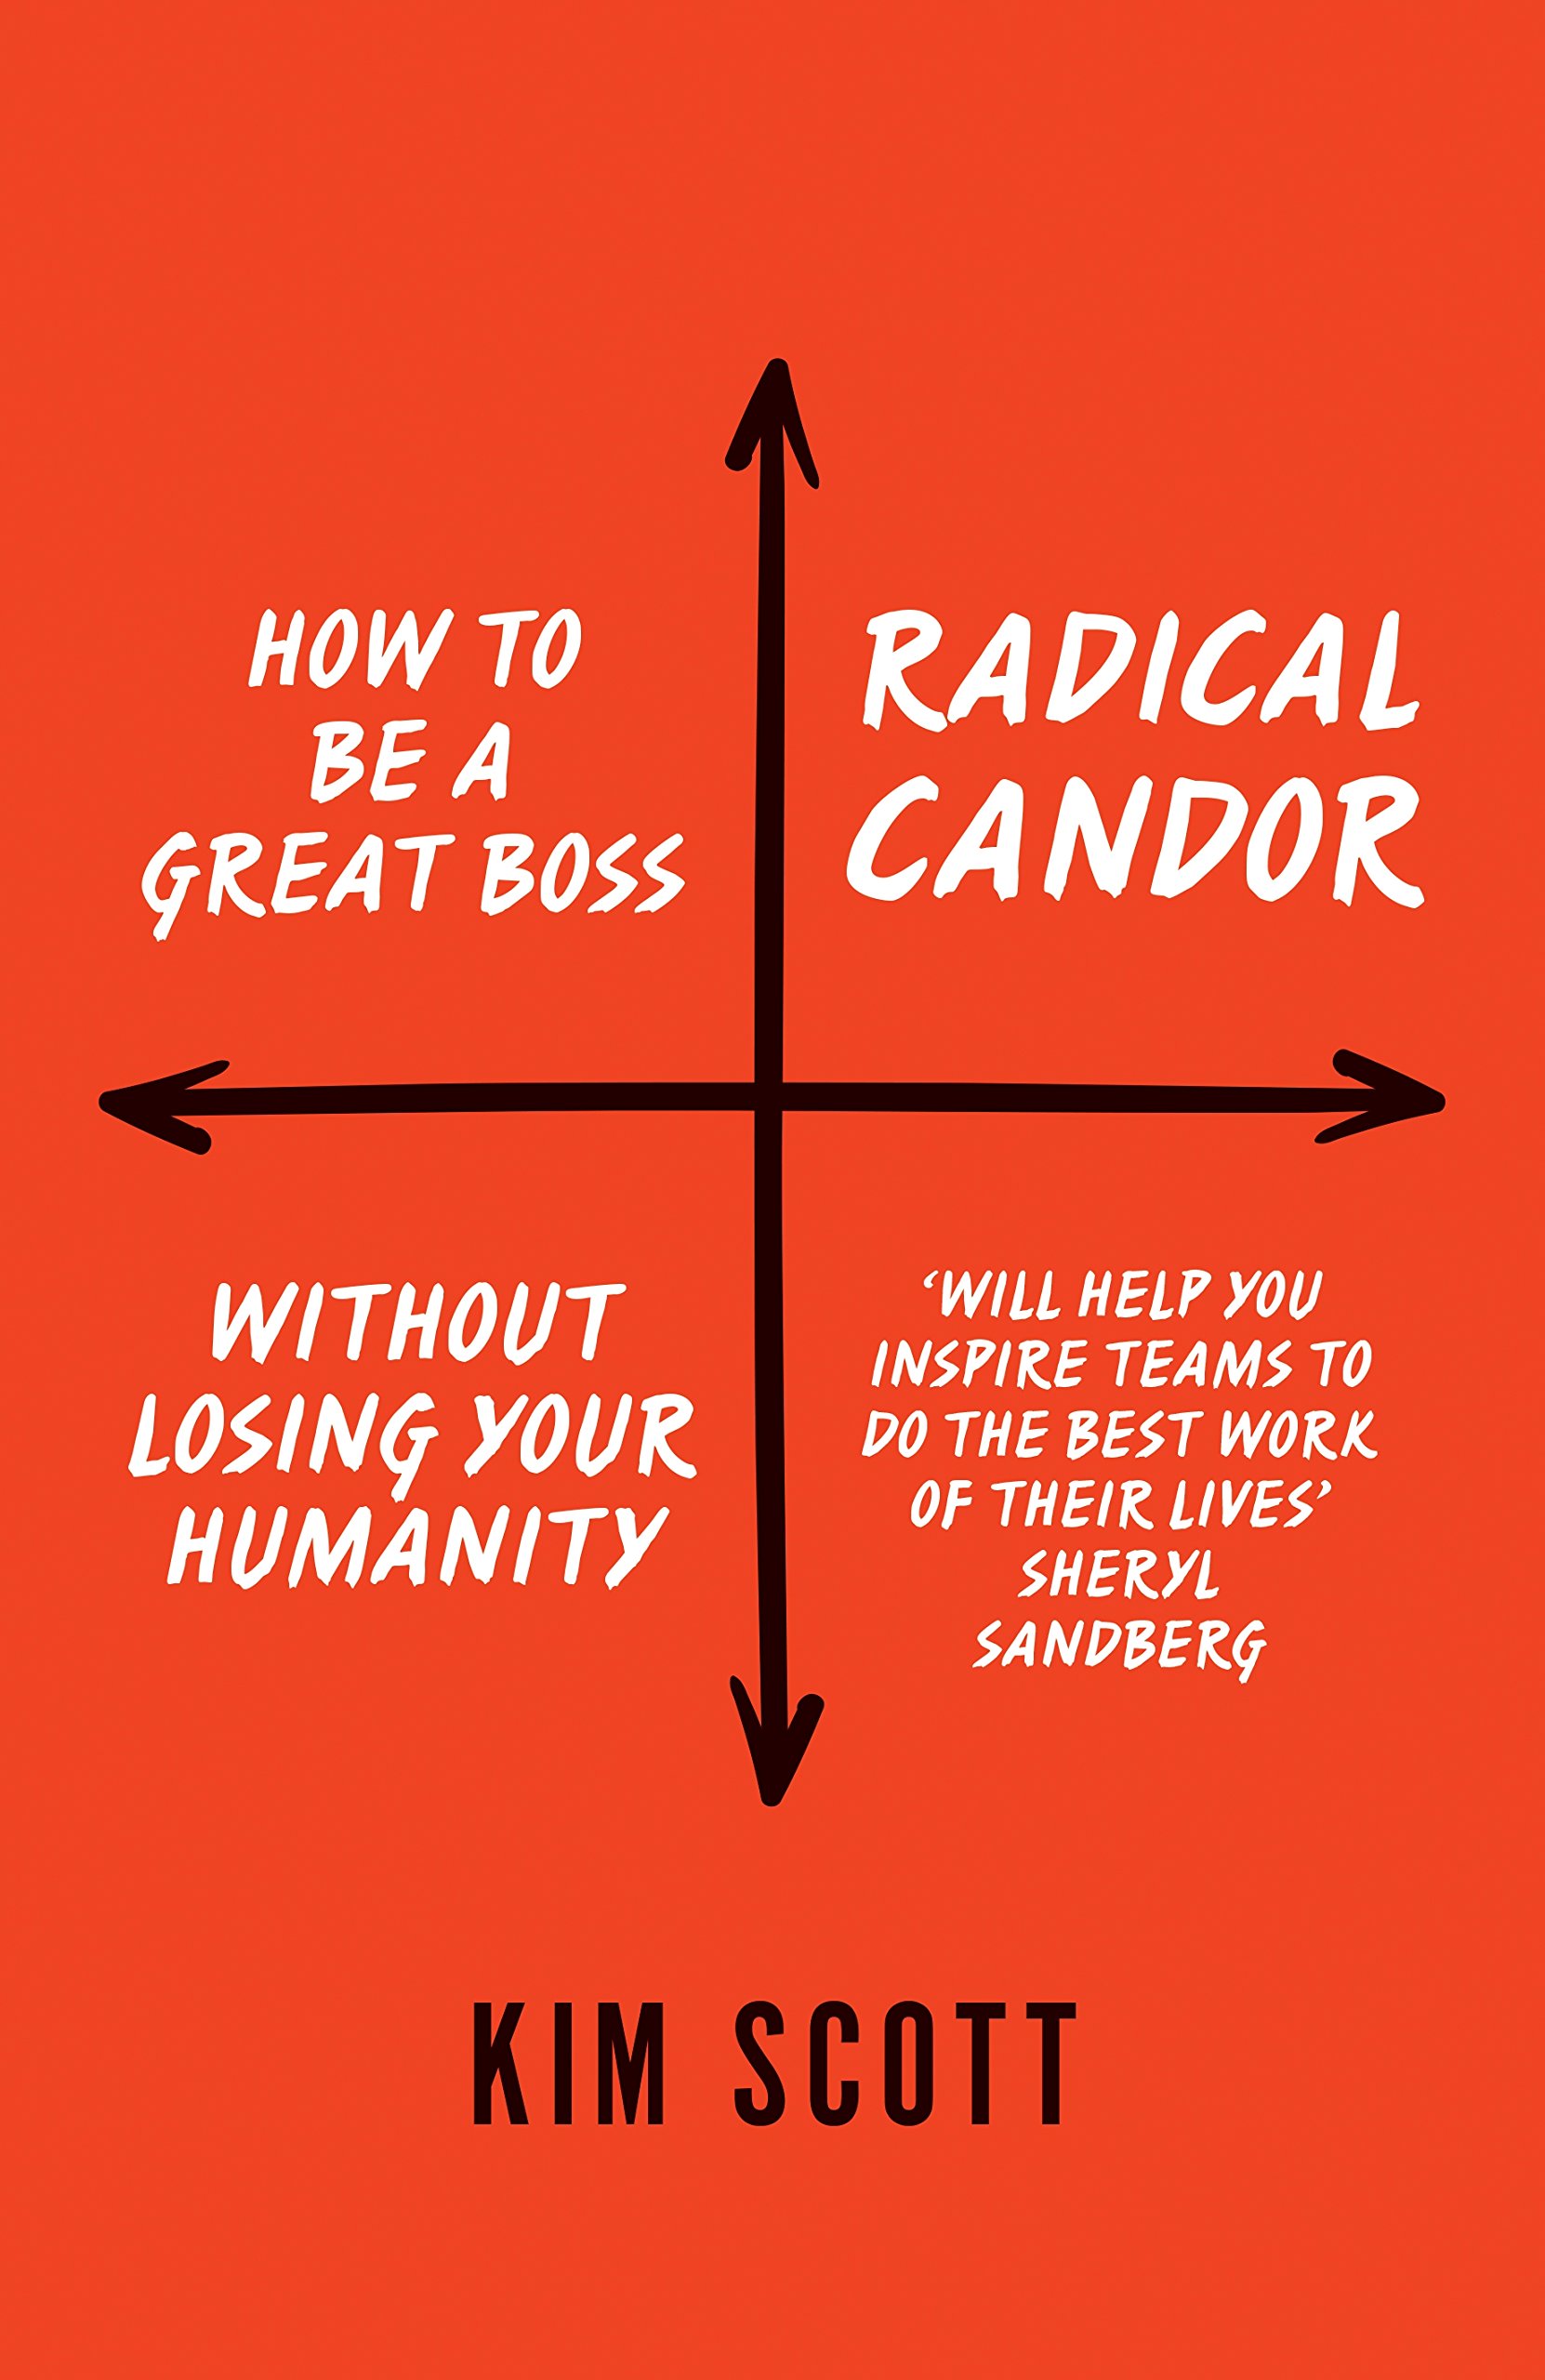 HOW TO
BE A
GREAT BOSS
RADICAL
CANDOR
WITHOUT
LOSING YOUR
HUMANITY
'WILL HELP YOU
INSPIRE TEAMS TO
DO THE BEST WORK
OF THEIR LIVES'
SHERYL
SANDBERG
KIM SCOTT